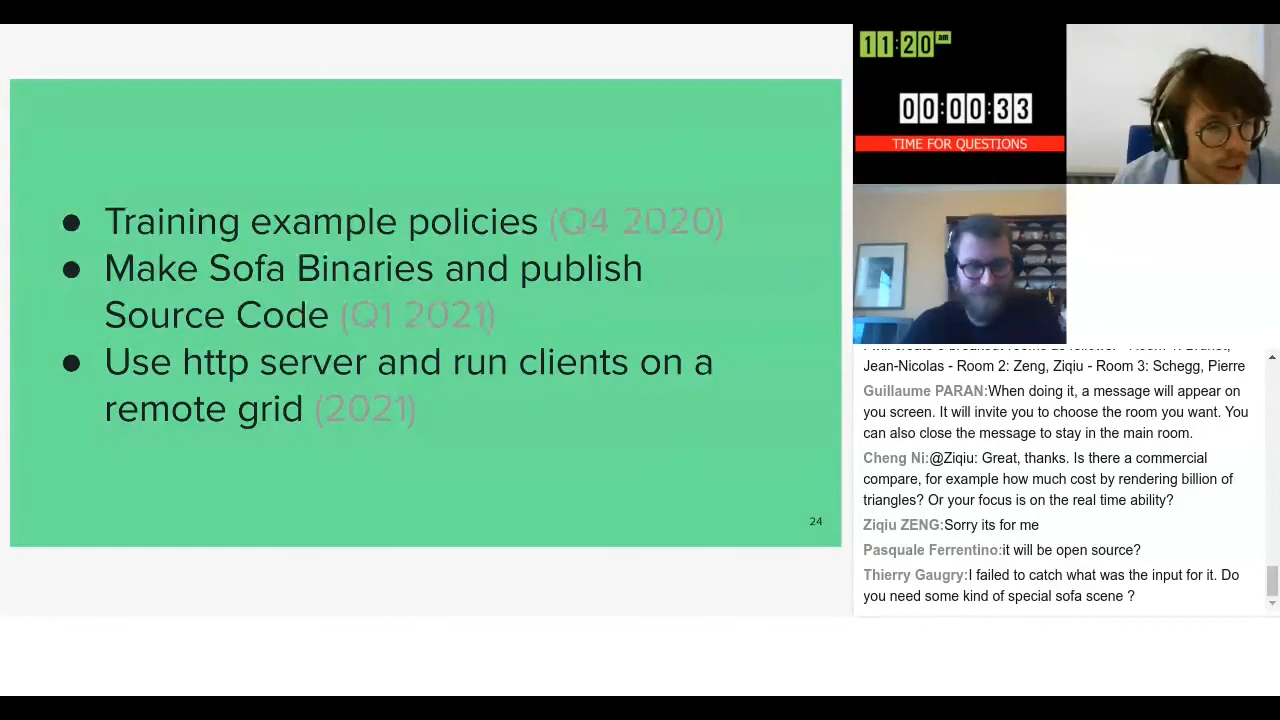 ● Training example policies (Q4 2020)
● Make Sofa Binaries and publish
Source Code (Q1 2021)
● Use http server and run clients on a
remote grid (2021)
24
11:20 am
00:00:33
TIME FOR QUESTIONS
Jean-Nicolas - Room 2: Zeng, Ziqiu - Room 3: Schegg, Pierre
Guillaume PARAN:When doing it, a message will appear on
you screen. It will invite you to choose the room you want. You
can also close the message to stay in the main room.
Cheng Ni:@Ziqiu: Great, thanks. Is there a commercial
compare, for example how much cost by rendering billion of
triangles? Or your focus is on the real time ability?
Ziqiu ZENG:Sorry its for me
Pasquale Ferrentino:it will be open source?
Thierry Gaugry:I failed to catch what was the input for it. Do
you need some kind of special sofa scene ?